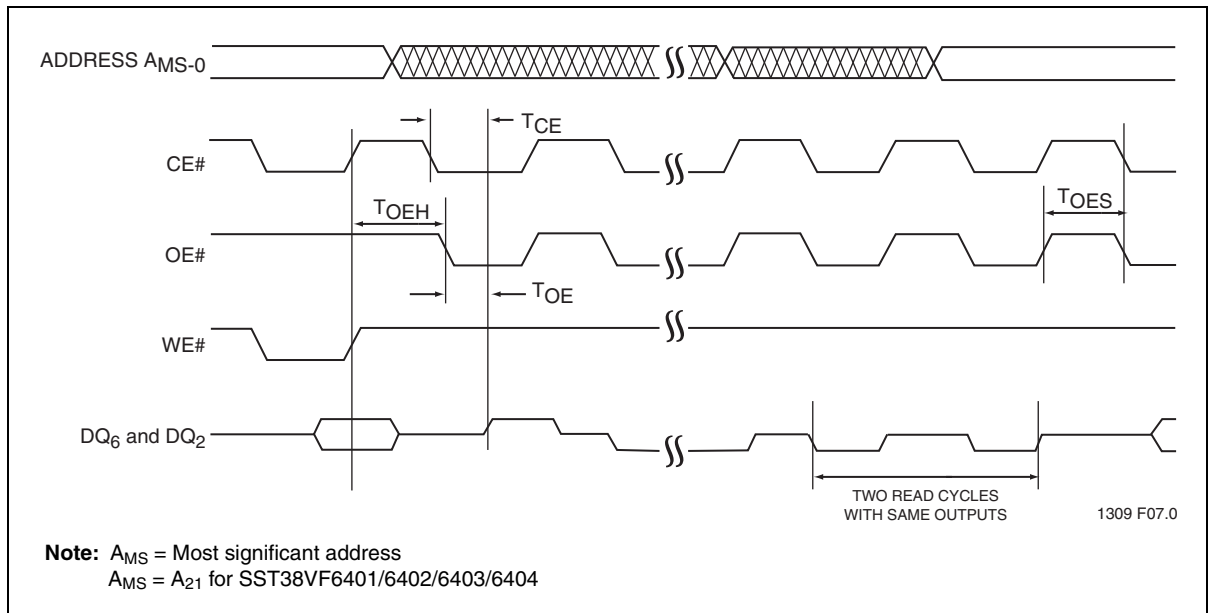 ADDRESS AMS-0
TCE
CE#
TOEH
TOES
OE#
TOE
WE#
DQ6 and DQ2
TWO READ CYCLES
WITH SAME OUTPUTS
1309 F07.0
Note: AMS = Most significant address
AMS = A21 for SST38VF6401/6402/6403/6404